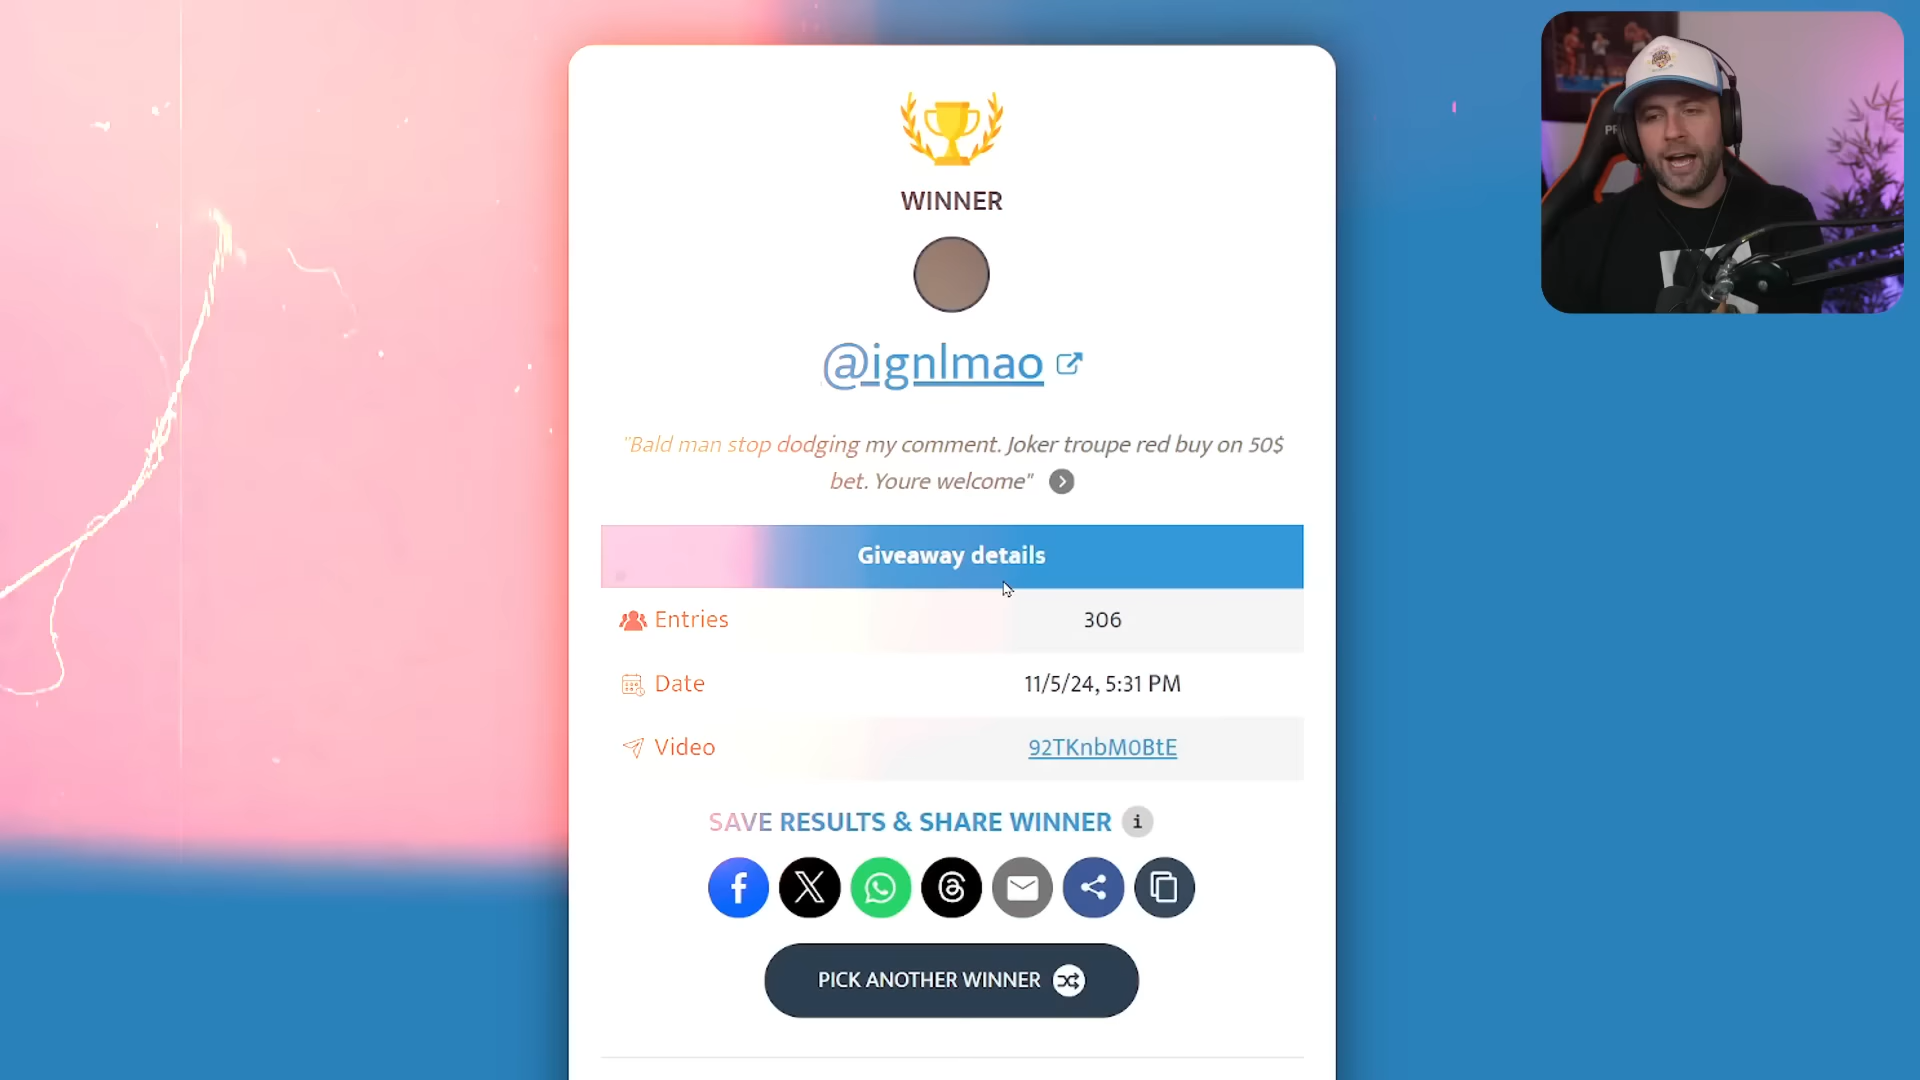 WINNER
@ignlmao
"Bald man stop dodging my comment. Joker troupe red buy on 50$
bet. Youre welcome"
Giveaway details
Entries 306
Date 11/5/24, 5:31 PM
Video 92TKnbM0BtE
SAVE RESULTS & SHARE WINNER i
PICK ANOTHER WINNER